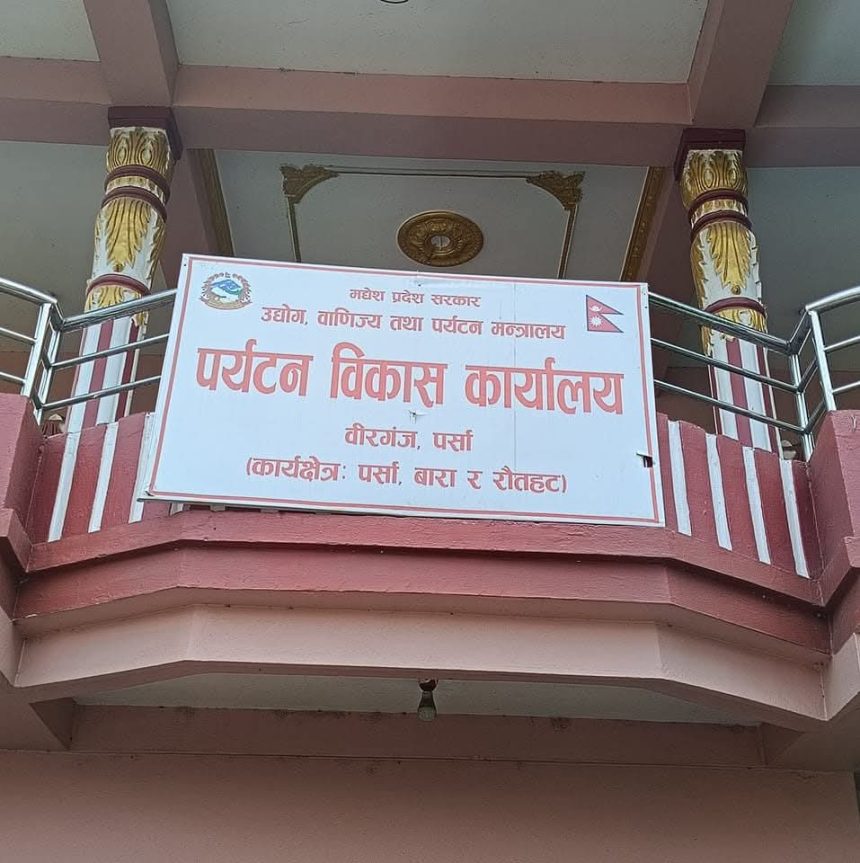 मधेश प्रदेश सरकार
उद्योग, वाणिज्य तथा पर्यटन मन्त्रालय
पर्यटन विकास कार्यालय
वीरगंज, पर्सा
(कार्यक्षेत्र: पर्सा, बारा र रौतहट)